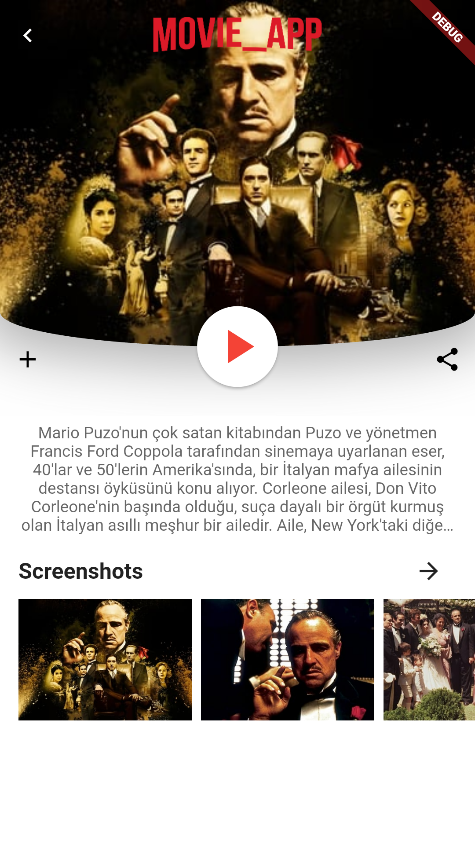 MOVIE_APP
DEBUG
Mario Puzo'nun çok satan kitabından Puzo ve yönetmen
Francis Ford Coppola tarafından sinemaya uyarlanan eser,
40'lar ve 50'lerin Amerika'sında, bir İtalyan mafya ailesinin
destansı öyküsünü konu alıyor. Corleone ailesi, Don Vito
Corleone'nin başında olduğu, suça dayalı bir örgüt kurmuş
olan İtalyan asıllı meşhur bir ailedir. Aile, New York'taki diğe…
Screenshots